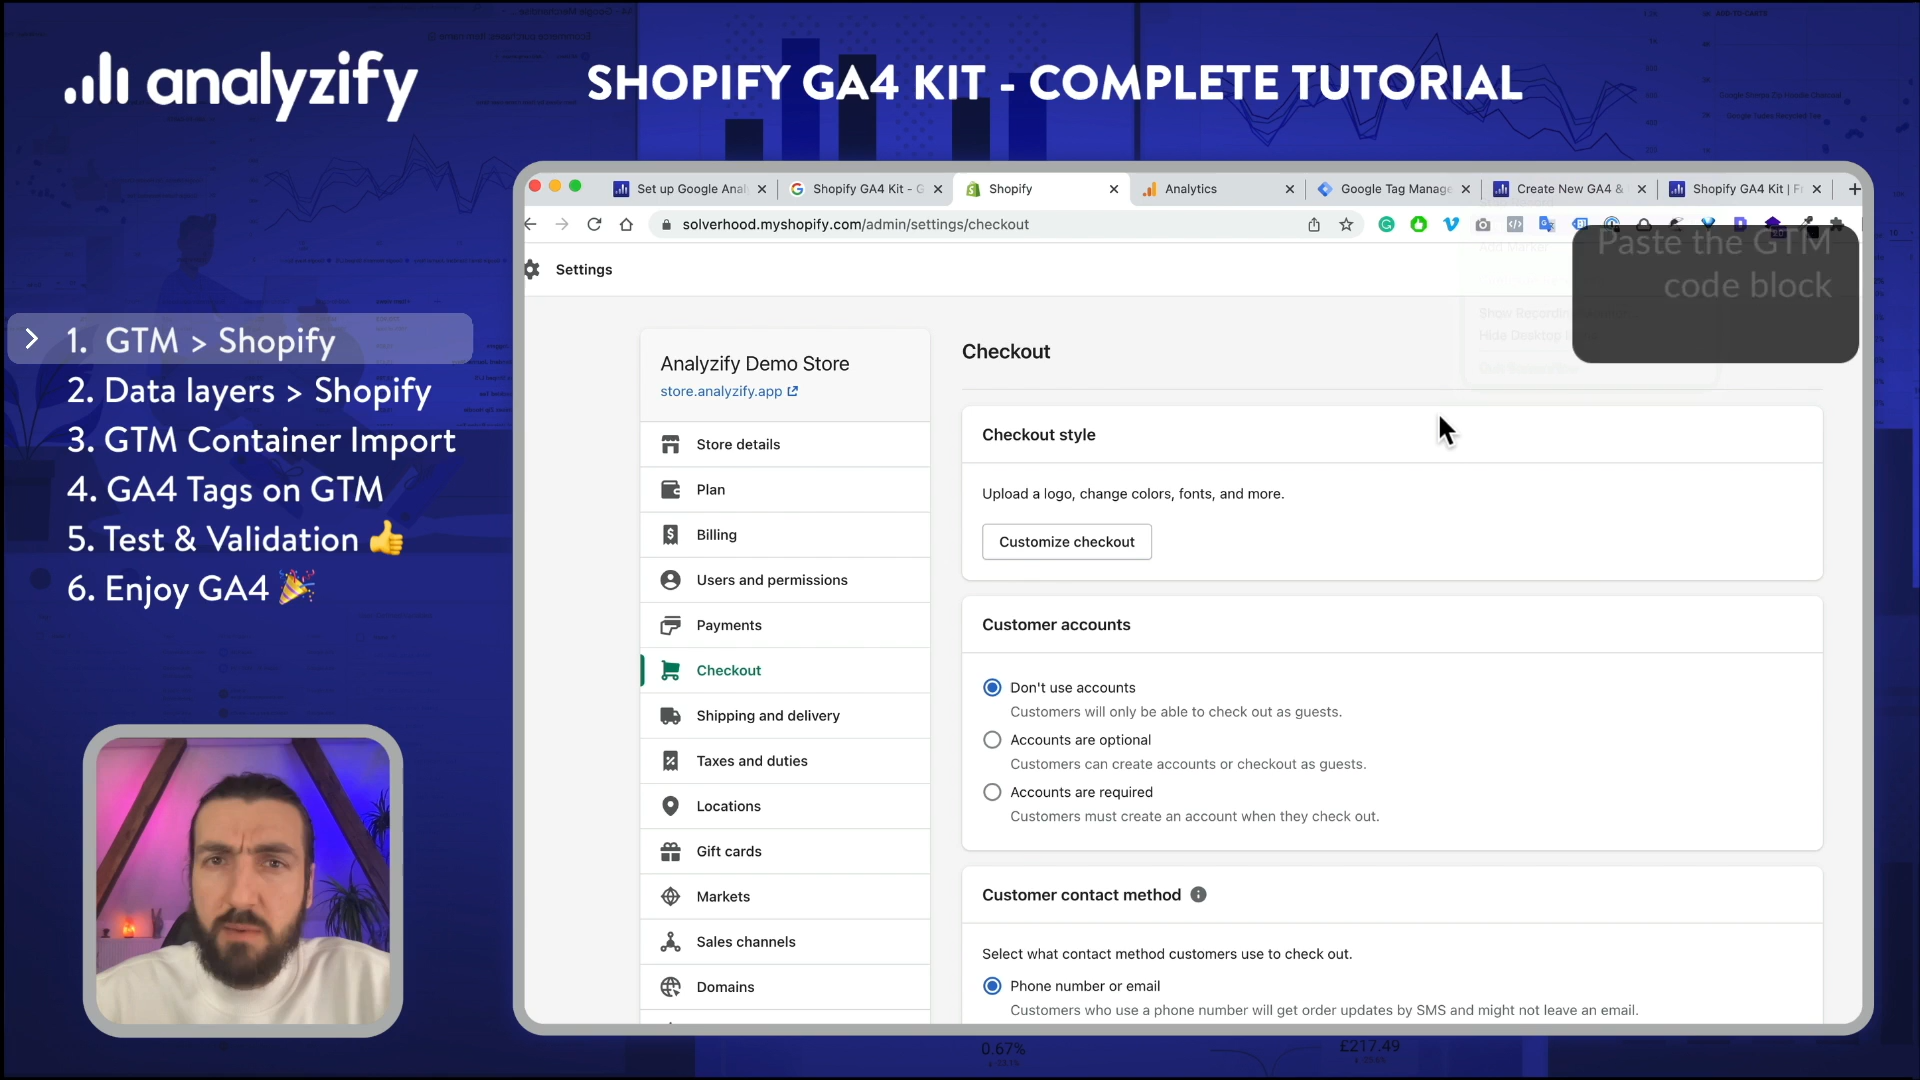 analyzify
SHOPIFY GA4 KIT - COMPLETE TUTORIAL
1. GTM > Shopify
2. Data layers > Shopify
3. GTM Container Import
4. GA4 Tags on GTM
5. Test & Validation 👍
6. Enjoy GA4 🎉
Set up Google Anal
Shopify GA4 Kit - G
Shopify
Analytics
Google Tag Manage
Create New GA4 &
Shopify GA4 Kit | Fr
solverhood.myshopify.com/admin/settings/checkout
Settings
Paste the GTM
code block
Analyzify Demo Store
store.analyzify.app
Store details
Plan
Billing
Users and permissions
Payments
Checkout
Shipping and delivery
Taxes and duties
Locations
Gift cards
Markets
Sales channels
Domains
Checkout
Checkout style
Upload a logo, change colors, fonts, and more.
Customize checkout
Customer accounts
Don't use accounts
Customers will only be able to check out as guests.
Accounts are optional
Customers can create accounts or checkout as guests.
Accounts are required
Customers must create an account when they check out.
Customer contact method
Select what contact method customers use to check out.
Phone number or email
Customers who use a phone number will get order updates by SMS and might not leave an email.
0.67%
£217.49